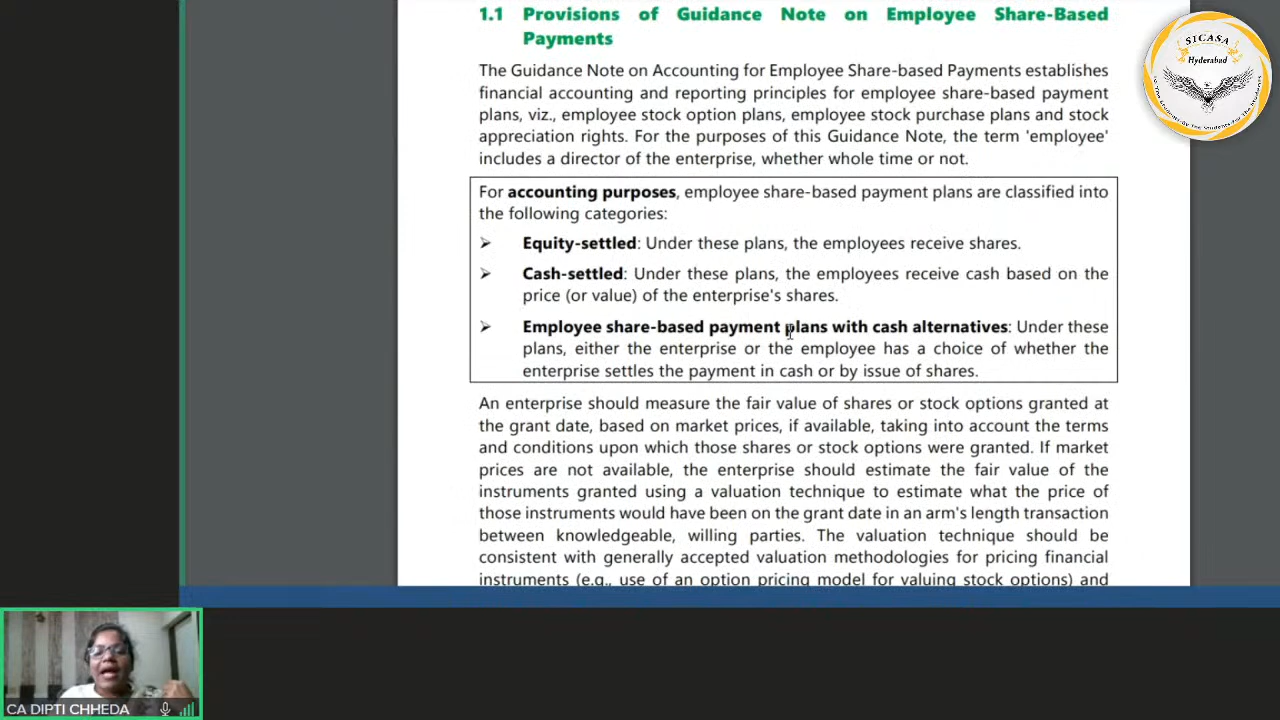 1.1 Provisions of Guidance Note on Employee Share-Based
Payments
The Guidance Note on Accounting for Employee Share-based Payments establishes
financial accounting and reporting principles for employee share-based payment
plans, viz., employee stock option plans, employee stock purchase plans and stock
appreciation rights. For the purposes of this Guidance Note, the term 'employee'
includes a director of the enterprise, whether whole time or not.
For accounting purposes, employee share-based payment plans are classified into
the following categories:
➢ Equity-settled: Under these plans, the employees receive shares.
➢ Cash-settled: Under these plans, the employees receive cash based on the
price (or value) of the enterprise's shares.
➢ Employee share-based payment plans with cash alternatives: Under these
plans, either the enterprise or the employee has a choice of whether the
enterprise settles the payment in cash or by issue of shares.
An enterprise should measure the fair value of shares or stock options granted at
the grant date, based on market prices, if available, taking into account the terms
and conditions upon which those shares or stock options were granted. If market
prices are not available, the enterprise should estimate the fair value of the
instruments granted using a valuation technique to estimate what the price of
those instruments would have been on the grant date in an arm's length transaction
between knowledgeable, willing parties. The valuation technique should be
consistent with generally accepted valuation methodologies for pricing financial
instruments (e.g., use of an option pricing model for valuing stock options) and
SICASA
Hyderabad
CA DIPTI CHHEDA